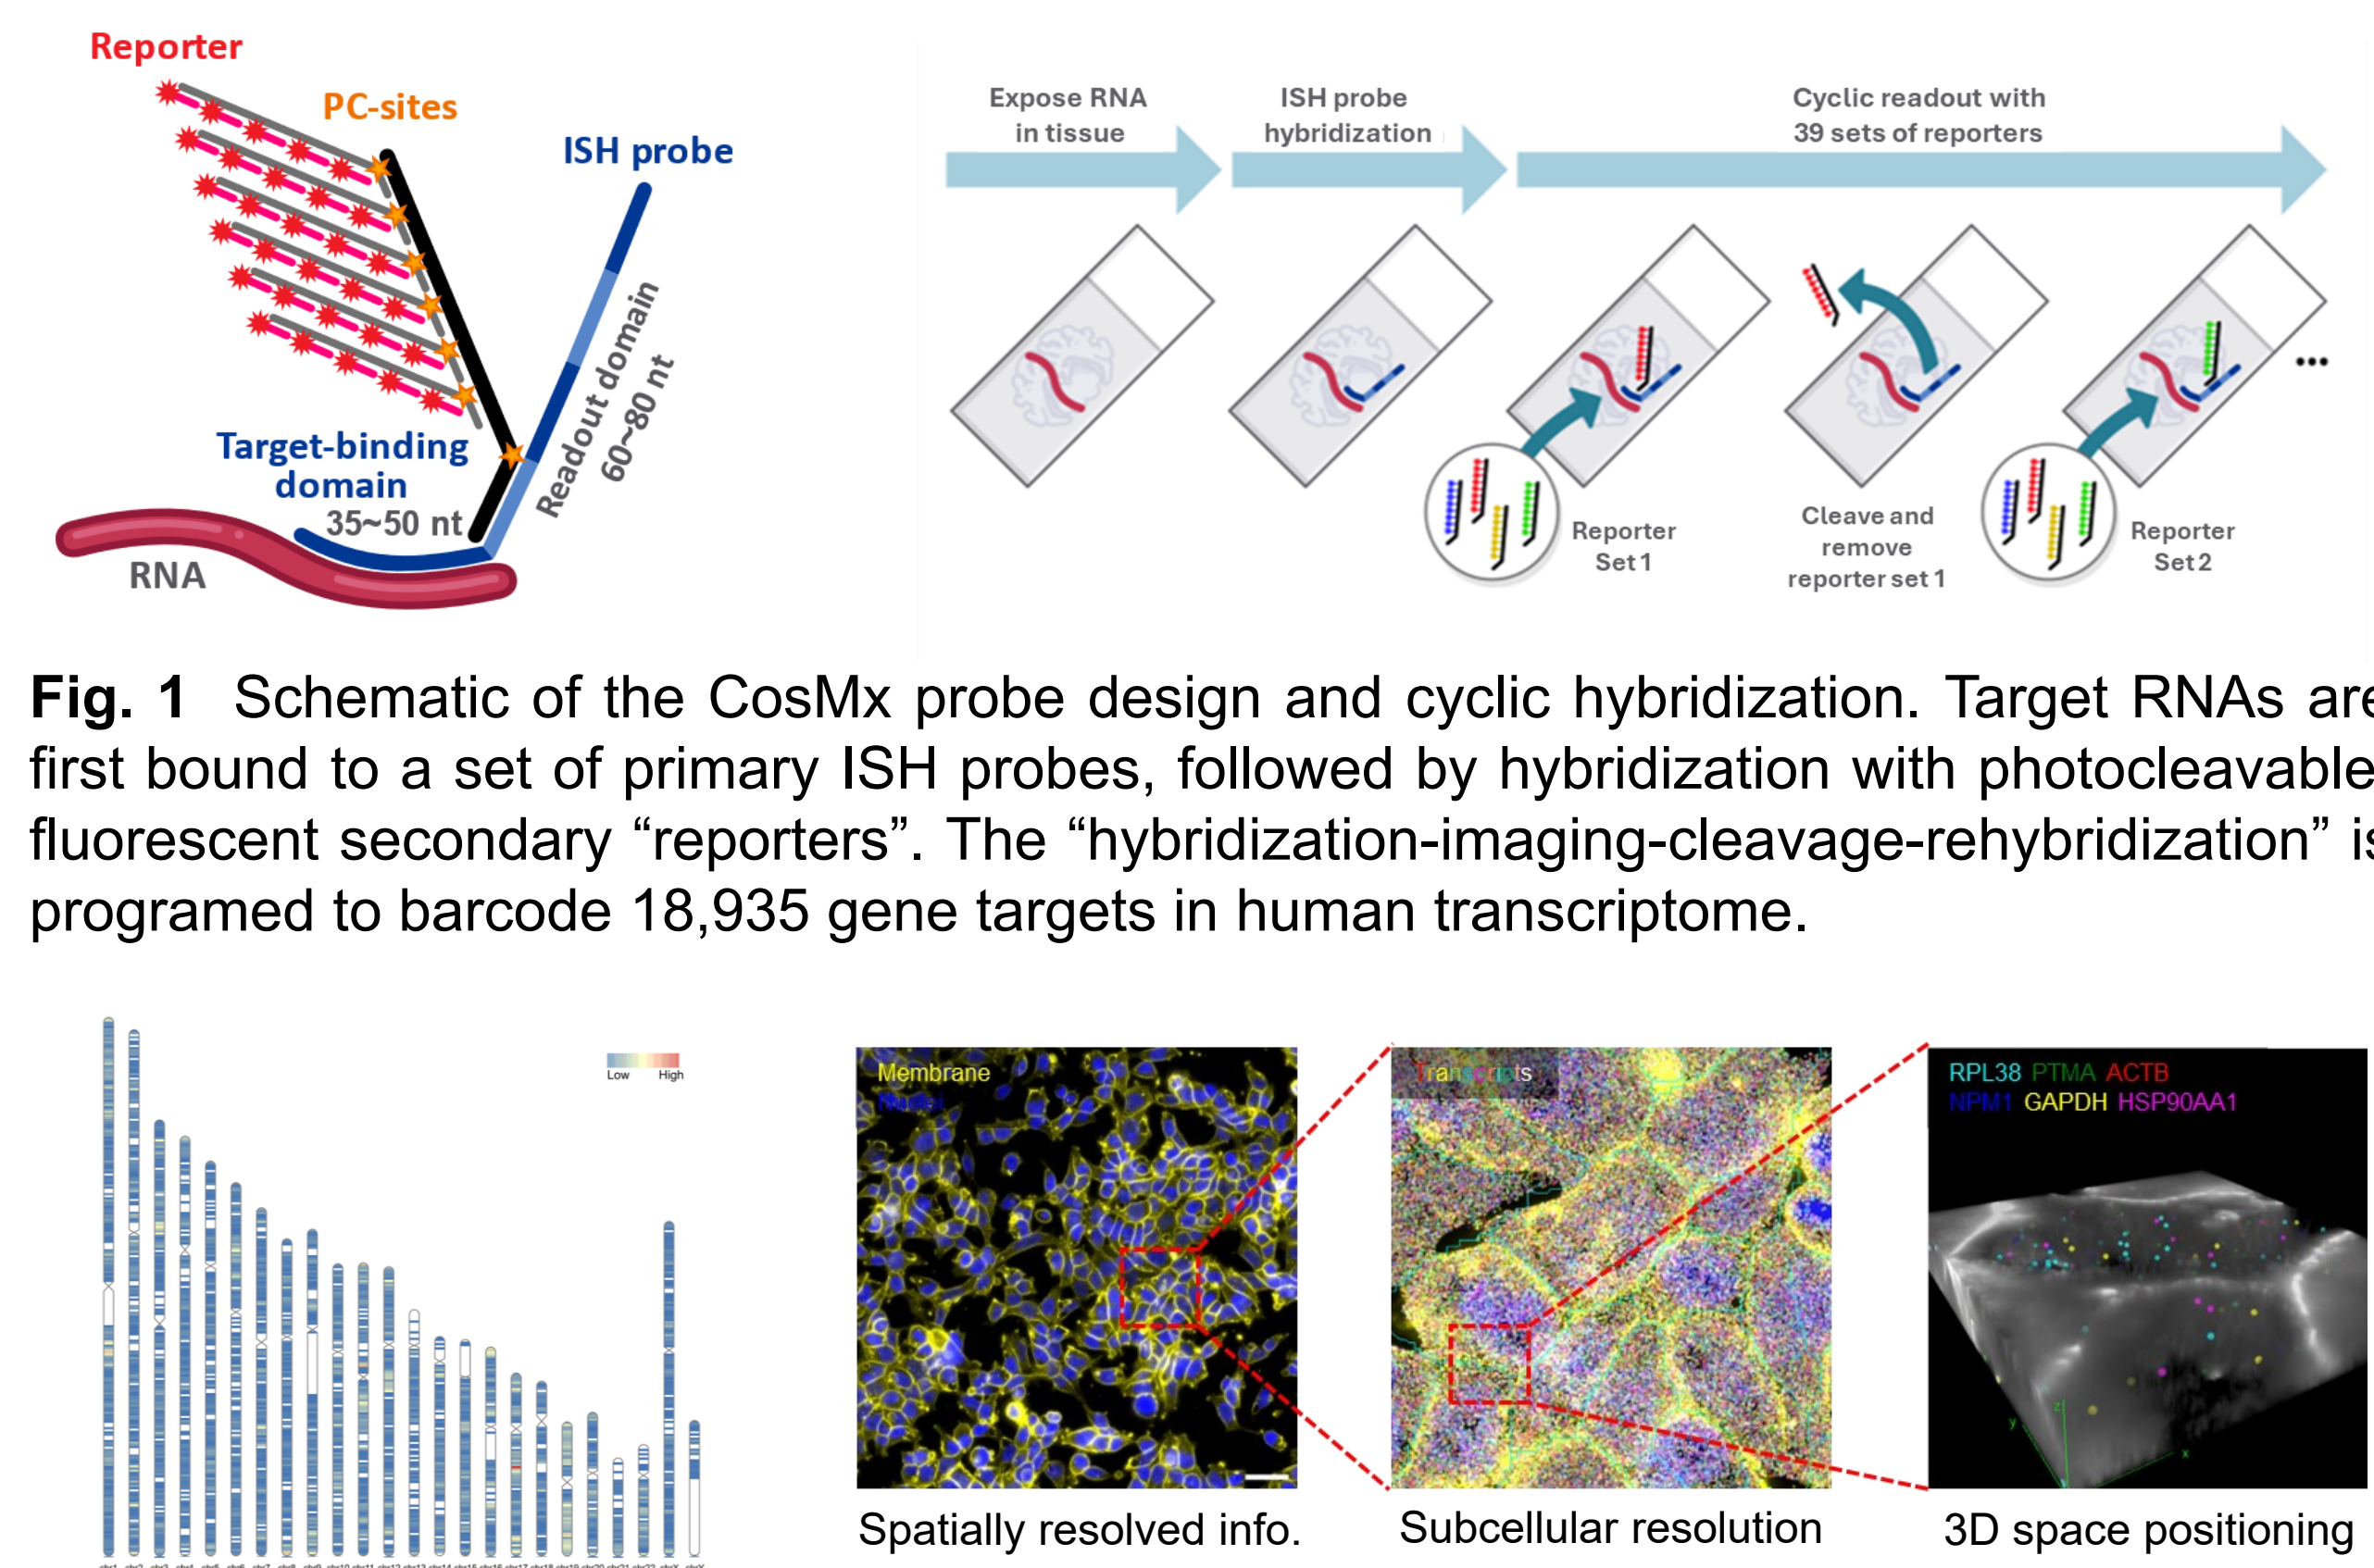 Reporter
PC-sites
ISH probe
Readout domain
60~80 nt
Target-binding
domain
35~50 nt
RNA
Expose RNA
in tissue
ISH probe
hybridization
Cyclic readout with
39 sets of reporters
Reporter
Set 1
Cleave and
remove
reporter set 1
Reporter
Set 2
...
Fig. 1 Schematic of the CosMx probe design and cyclic hybridization. Target RNAs are
first bound to a set of primary ISH probes, followed by hybridization with photocleavable
fluorescent secondary “reporters”. The “hybridization-imaging-cleavage-rehybridization” is
programed to barcode 18,935 gene targets in human transcriptome.
Low High
Membrane
Nuclei
Transcripts
RPL38 PTMA ACTB
NPM1 GAPDH HSP90AA1
z
y
x
Spatially resolved info.
Subcellular resolution
3D space positioning